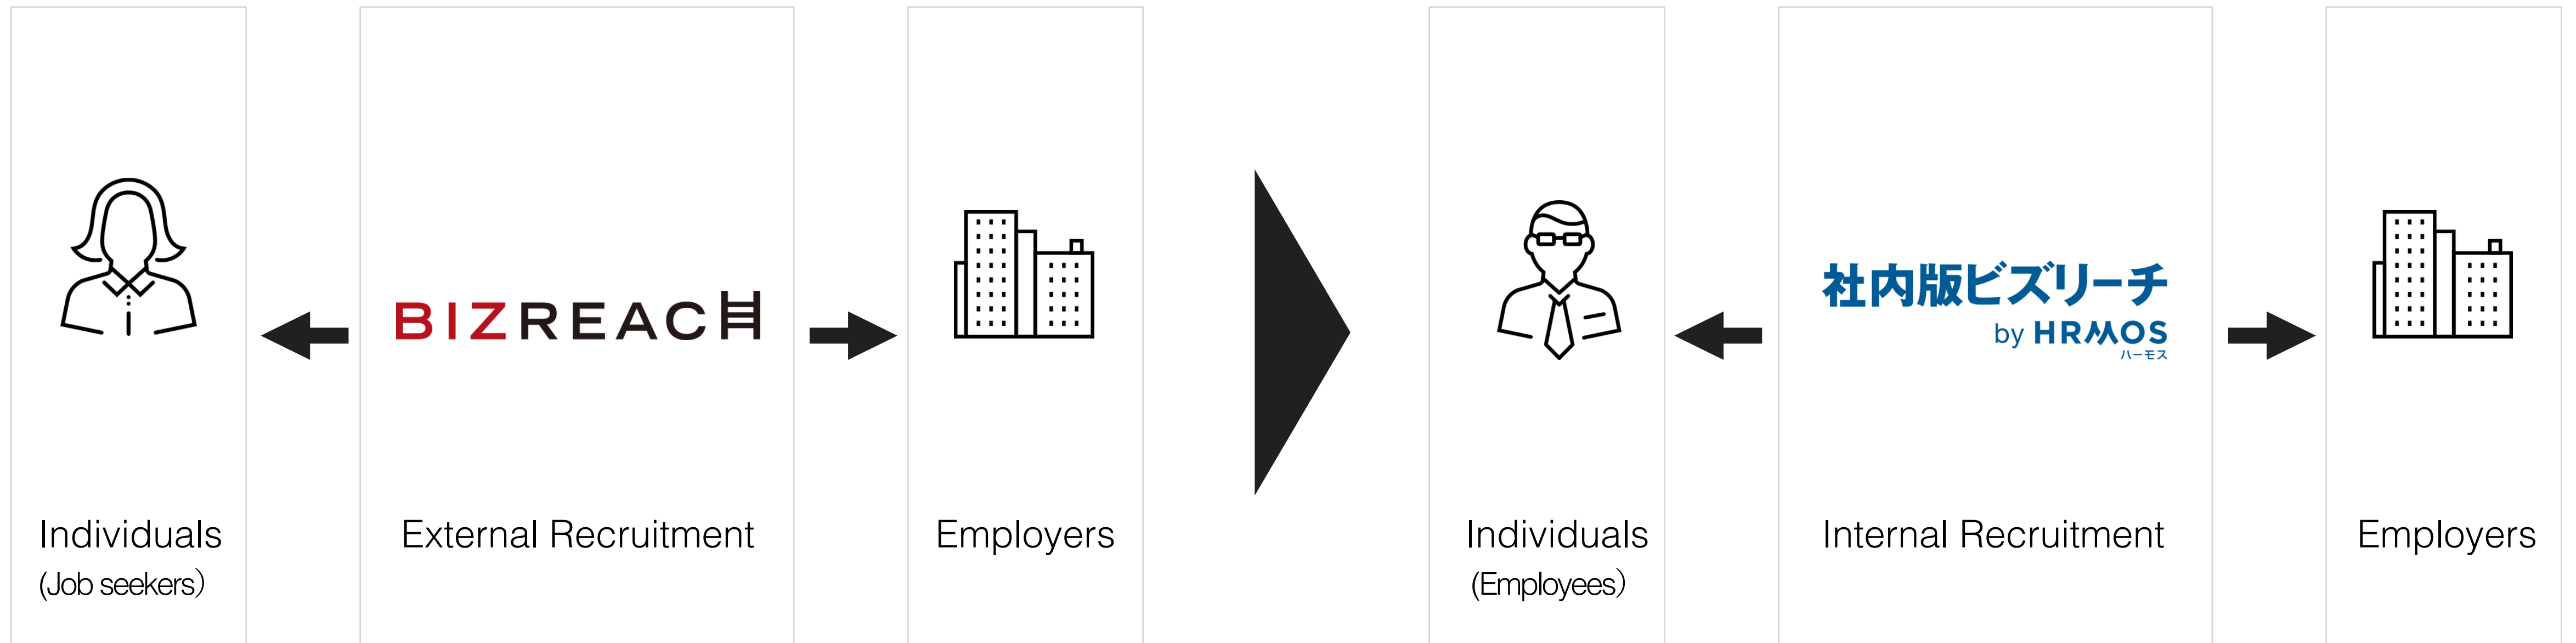 BIZREACH
Individuals
(Job seekers）
External Recruitment
Employers
社内版ビズリーチ
by HRMOS
ハーモス
Individuals
(Employees）
Internal Recruitment
Employers